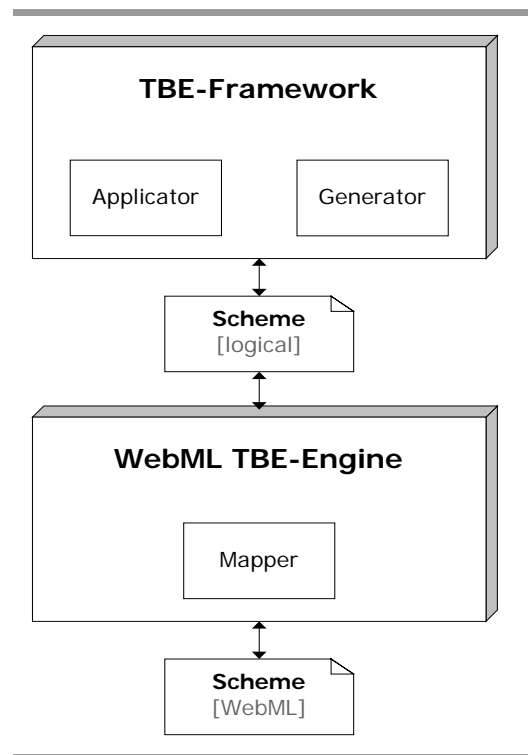 TBE-Framework
Applicator
Generator
Scheme
[logical]
WebML TBE-Engine
Mapper
Scheme
[WebML]